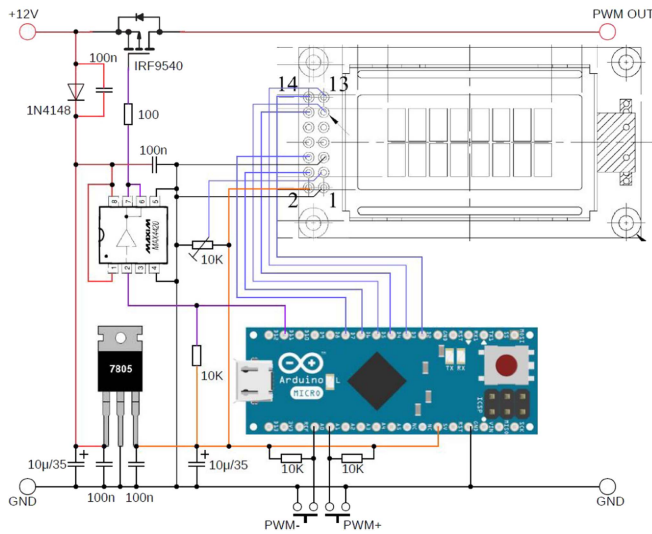 +12V
PWM OUT
100n
IRF9540
1N4148
100
14
13
100n
2
1
8
7
6
5
MAXIM
MAX4420
1
2
3
4
10K
7805
10K
Arduino
MICRO
L
TX RX
ICSP
10µ/35
10µ/35
10K
10K
100n
100n
GND
GND
PWM-
PWM+